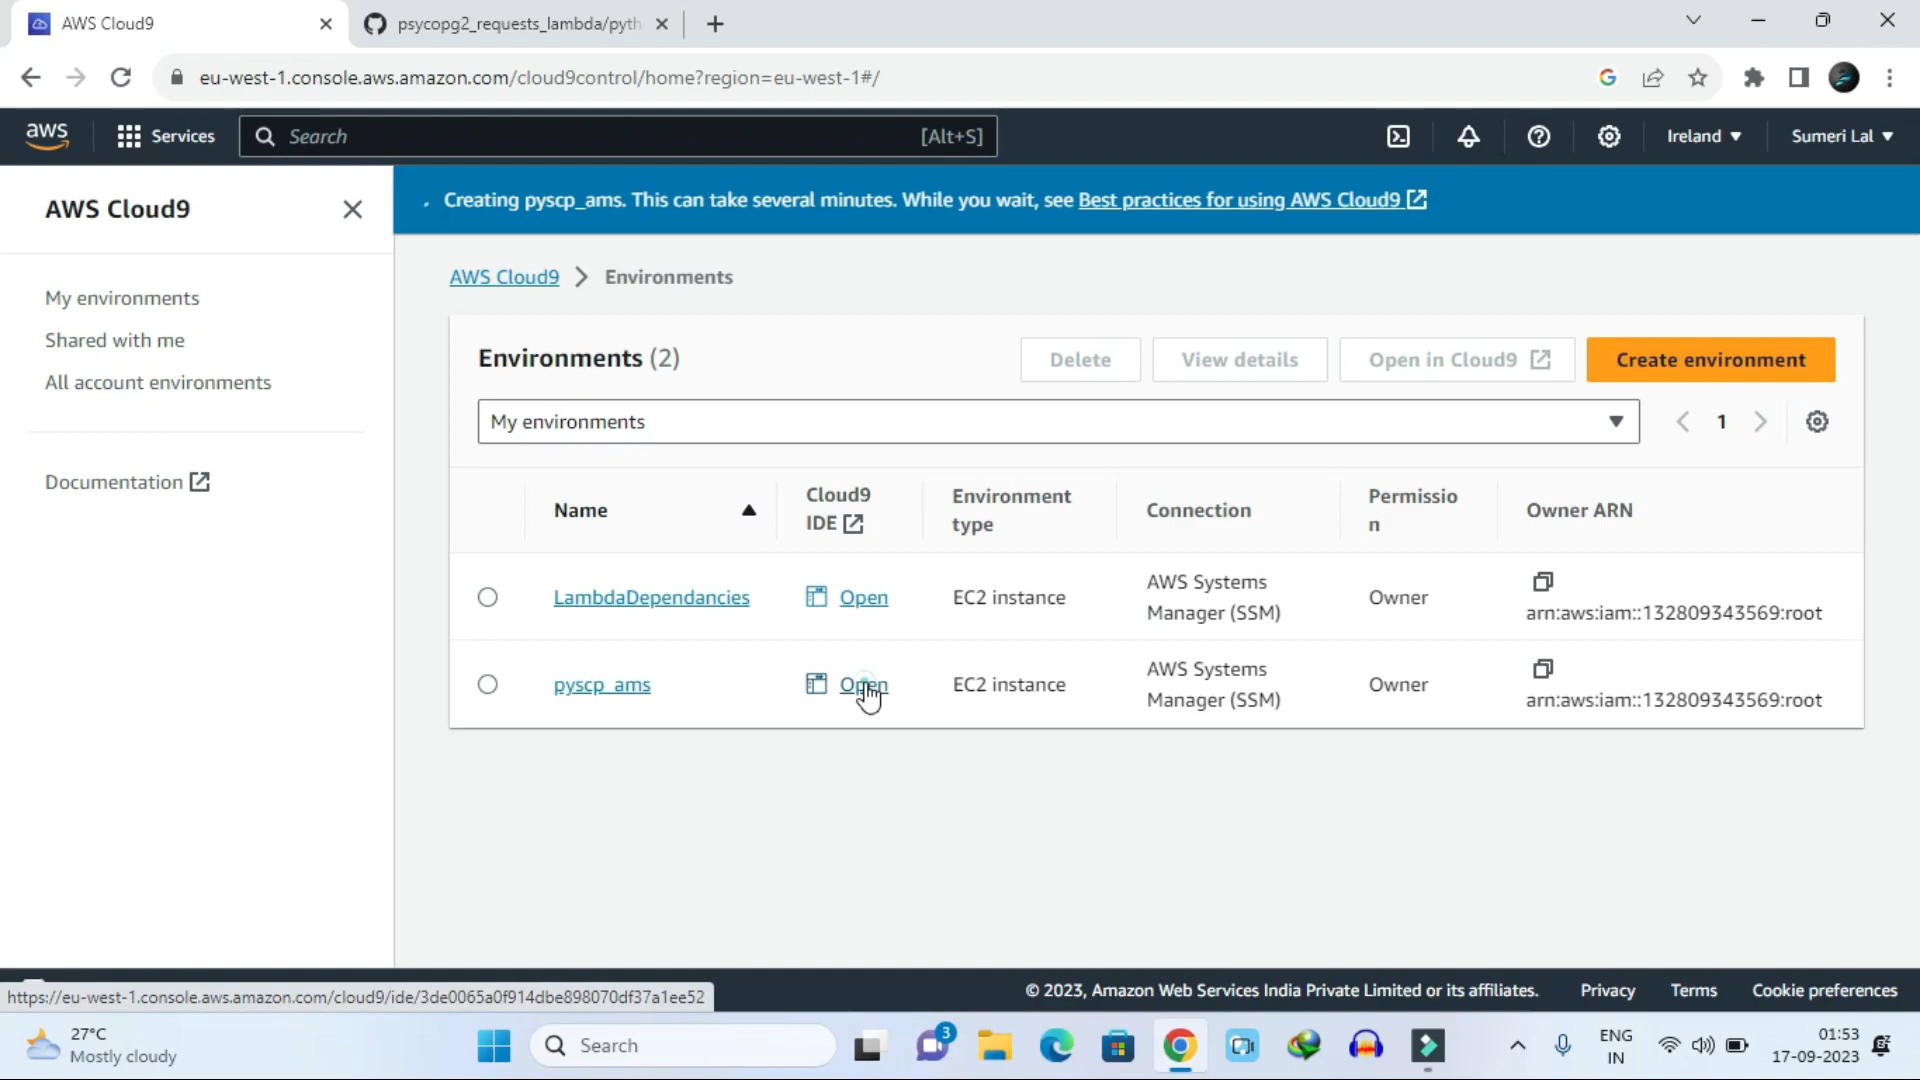 AWS Cloud9
psycopg2_requests_lambda/pyth
eu-west-1.console.aws.amazon.com/cloud9control/home?region=eu-west-1#/
aws
Services
Search
[Alt+S]
Ireland
Sumeri Lal
AWS Cloud9
Creating pyscp_ams. This can take several minutes. While you wait, see Best practices for using AWS Cloud9
My environments
Shared with me
All account environments
Documentation
AWS Cloud9
Environments
Environments (2)
Delete
View details
Open in Cloud9
Create environment
My environments
1
Name
Cloud9
IDE
Environment
type
Connection
Permissio
n
Owner ARN
LambdaDependancies
Open
EC2 instance
AWS Systems
Manager (SSM)
Owner
arn:aws:iam::132809343569:root
pyscp_ams
Open
EC2 instance
AWS Systems
Manager (SSM)
Owner
arn:aws:iam::132809343569:root
https://eu-west-1.console.aws.amazon.com/cloud9/ide/3de0065a0f914dbe898070df37a1ee52
© 2023, Amazon Web Services India Private Limited or its affiliates.
Privacy
Terms
Cookie preferences
27°C
Mostly cloudy
Search
3
ENG
IN
01:53
17-09-2023